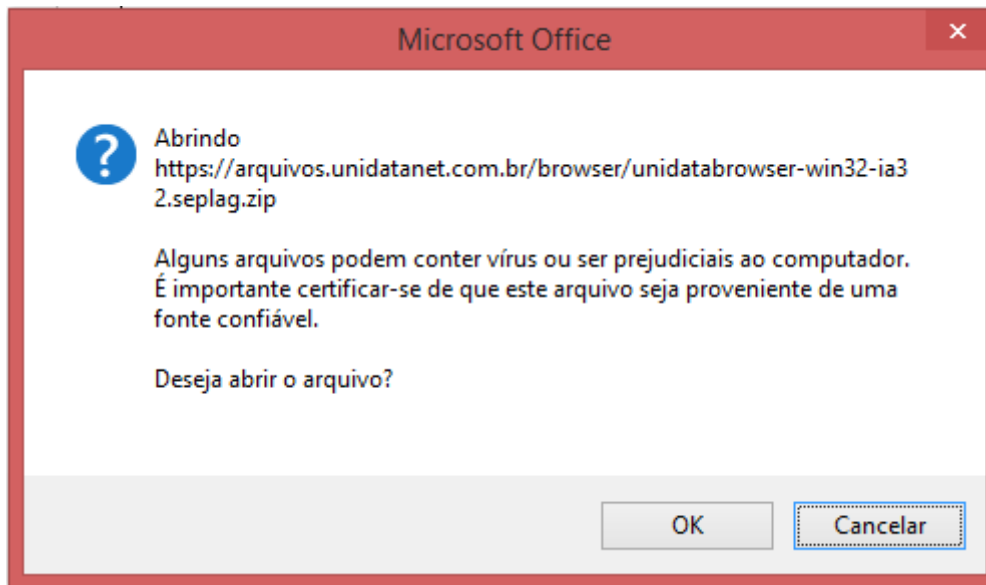 Microsoft Office
Abrindo
https://arquivos.unidatanet.com.br/browser/unidatabrowser-win32-ia3
2.seplag.zip
Alguns arquivos podem conter vírus ou ser prejudiciais ao computador.
É importante certificar-se de que este arquivo seja proveniente de uma
fonte confiável.
Deseja abrir o arquivo?
OK
Cancelar